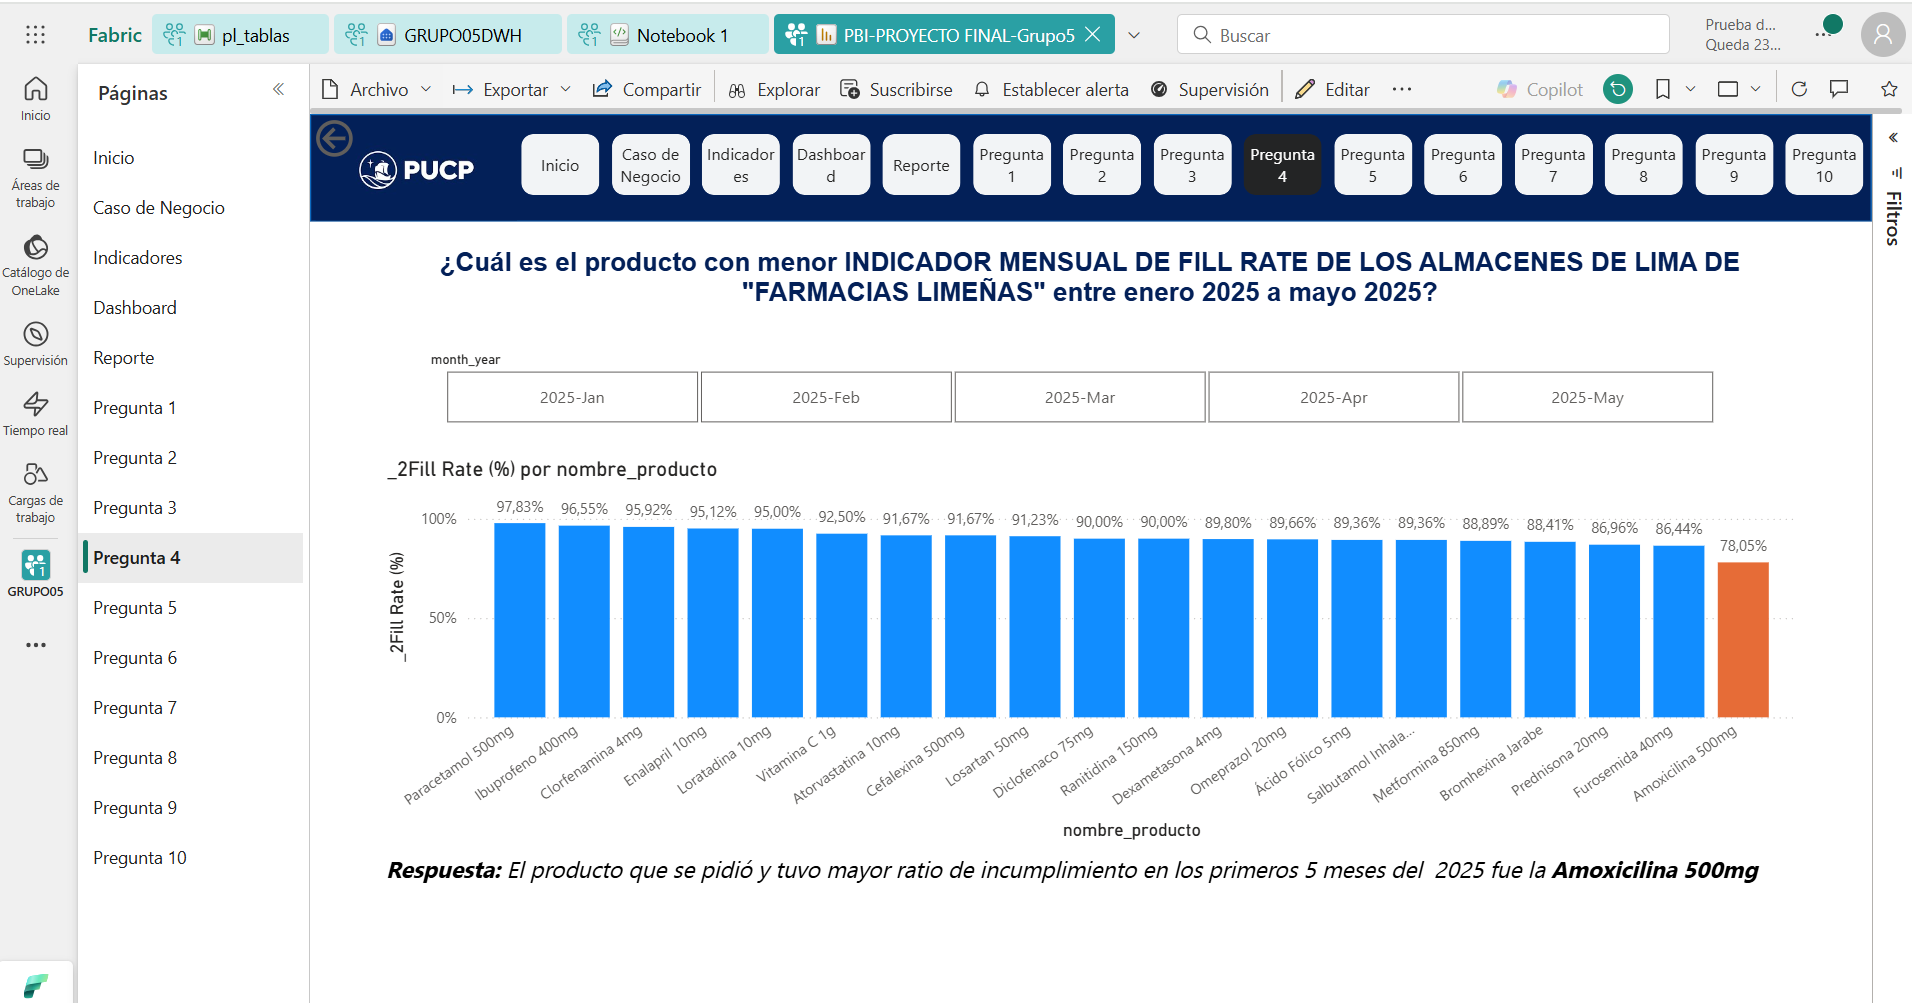 Fabric
pl_tablas
GRUPO05DWH
Notebook 1
PBI-PROYECTO FINAL-Grupo5
Buscar
Prueba d...
Queda 23...
Inicio
Áreas de
trabajo
Catálogo de
OneLake
Supervisión
Tiempo real
Cargas de
trabajo
GRUPO05
Páginas
Inicio
Caso de Negocio
Indicadores
Dashboard
Reporte
Pregunta 1
Pregunta 2
Pregunta 3
Pregunta 4
Pregunta 5
Pregunta 6
Pregunta 7
Pregunta 8
Pregunta 9
Pregunta 10
Archivo
Exportar
Compartir
Explorar
Suscribirse
Establecer alerta
Supervisión
Editar
Copilot
PUCP
Inicio
Caso de
Negocio
Indicador
es
Dashboar
d
Reporte
Pregunta
1
Pregunta
2
Pregunta
3
Pregunta
4
Pregunta
5
Pregunta
6
Pregunta
7
Pregunta
8
Pregunta
9
Pregunta
10
Filtros
¿Cuál es el producto con menor INDICADOR MENSUAL DE FILL RATE DE LOS ALMACENES DE LIMA DE
"FARMACIAS LIMEÑAS" entre enero 2025 a mayo 2025?
month_year
2025-Jan
2025-Feb
2025-Mar
2025-Apr
2025-May
_2Fill Rate (%) por nombre_producto
_2Fill Rate (%)
100%
50%
0%
97,83%
96,55%
95,92%
95,12%
95,00%
92,50%
91,67%
91,67%
91,23%
90,00%
90,00%
89,80%
89,66%
89,36%
89,36%
88,89%
88,41%
86,96%
86,44%
78,05%
Paracetamol 500mg
Ibuprofeno 400mg
Clorfenamina 4mg
Enalapril 10mg
Loratadina 10mg
Vitamina C 1g
Atorvastatina 10mg
Cefalexina 500mg
Losartan 50mg
Diclofenaco 75mg
Ranitidina 150mg
Dexametasona 4mg
Omeprazol 20mg
Ácido Fólico 5mg
Salbutamol Inhala...
Metformina 850mg
Bromhexina Jarabe
Prednisona 20mg
Furosemida 40mg
Amoxicilina 500mg
nombre_producto
Respuesta: El producto que se pidió y tuvo mayor ratio de incumplimiento en los primeros 5 meses del  2025 fue la Amoxicilina 500mg